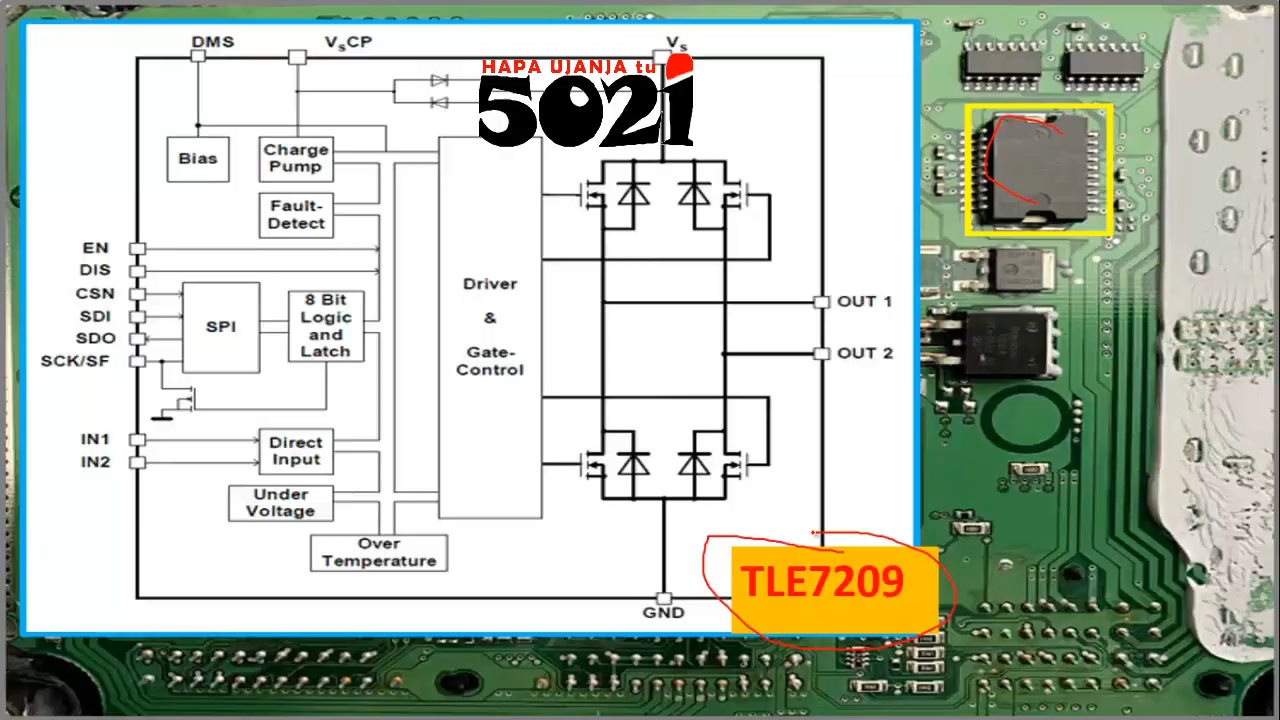 DMS
VSCP
VS
HAPA UJANJA tu
5021
Bias
Charge
Pump
Fault-
Detect
EN
DIS
CSN
SDI
SDO
SCK/SF
SPI
8 Bit
Logic
and
Latch
Driver
&
Gate-
Control
OUT 1
OUT 2
IN1
IN2
Direct
Input
Under
Voltage
Over
Temperature
GND
TLE7209